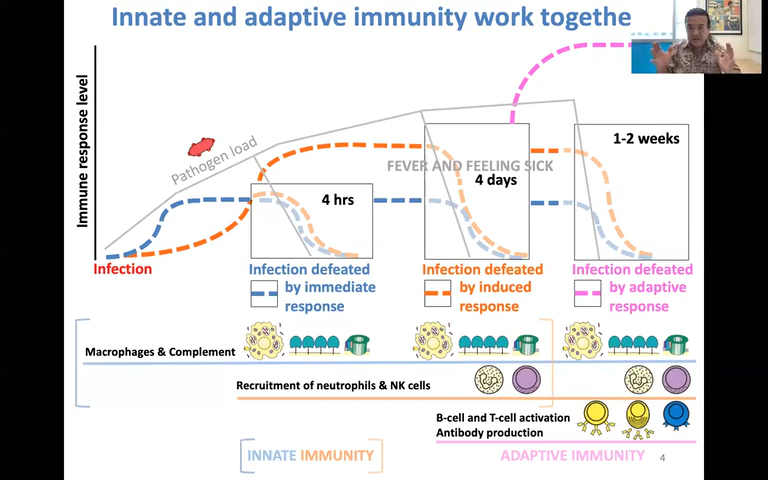 Innate and adaptive immunity work togethe
Immune response level
Pathogen load
FEVER AND FEELING SICK
4 hrs
4 days
1-2 weeks
Infection
Infection defeated
by immediate
response
Infection defeated
by induced
response
Infection defeated
by adaptive
response
Macrophages & Complement
Recruitment of neutrophils & NK cells
B-cell and T-cell activation
Antibody production
INNATE IMMUNITY
ADAPTIVE IMMUNITY
4